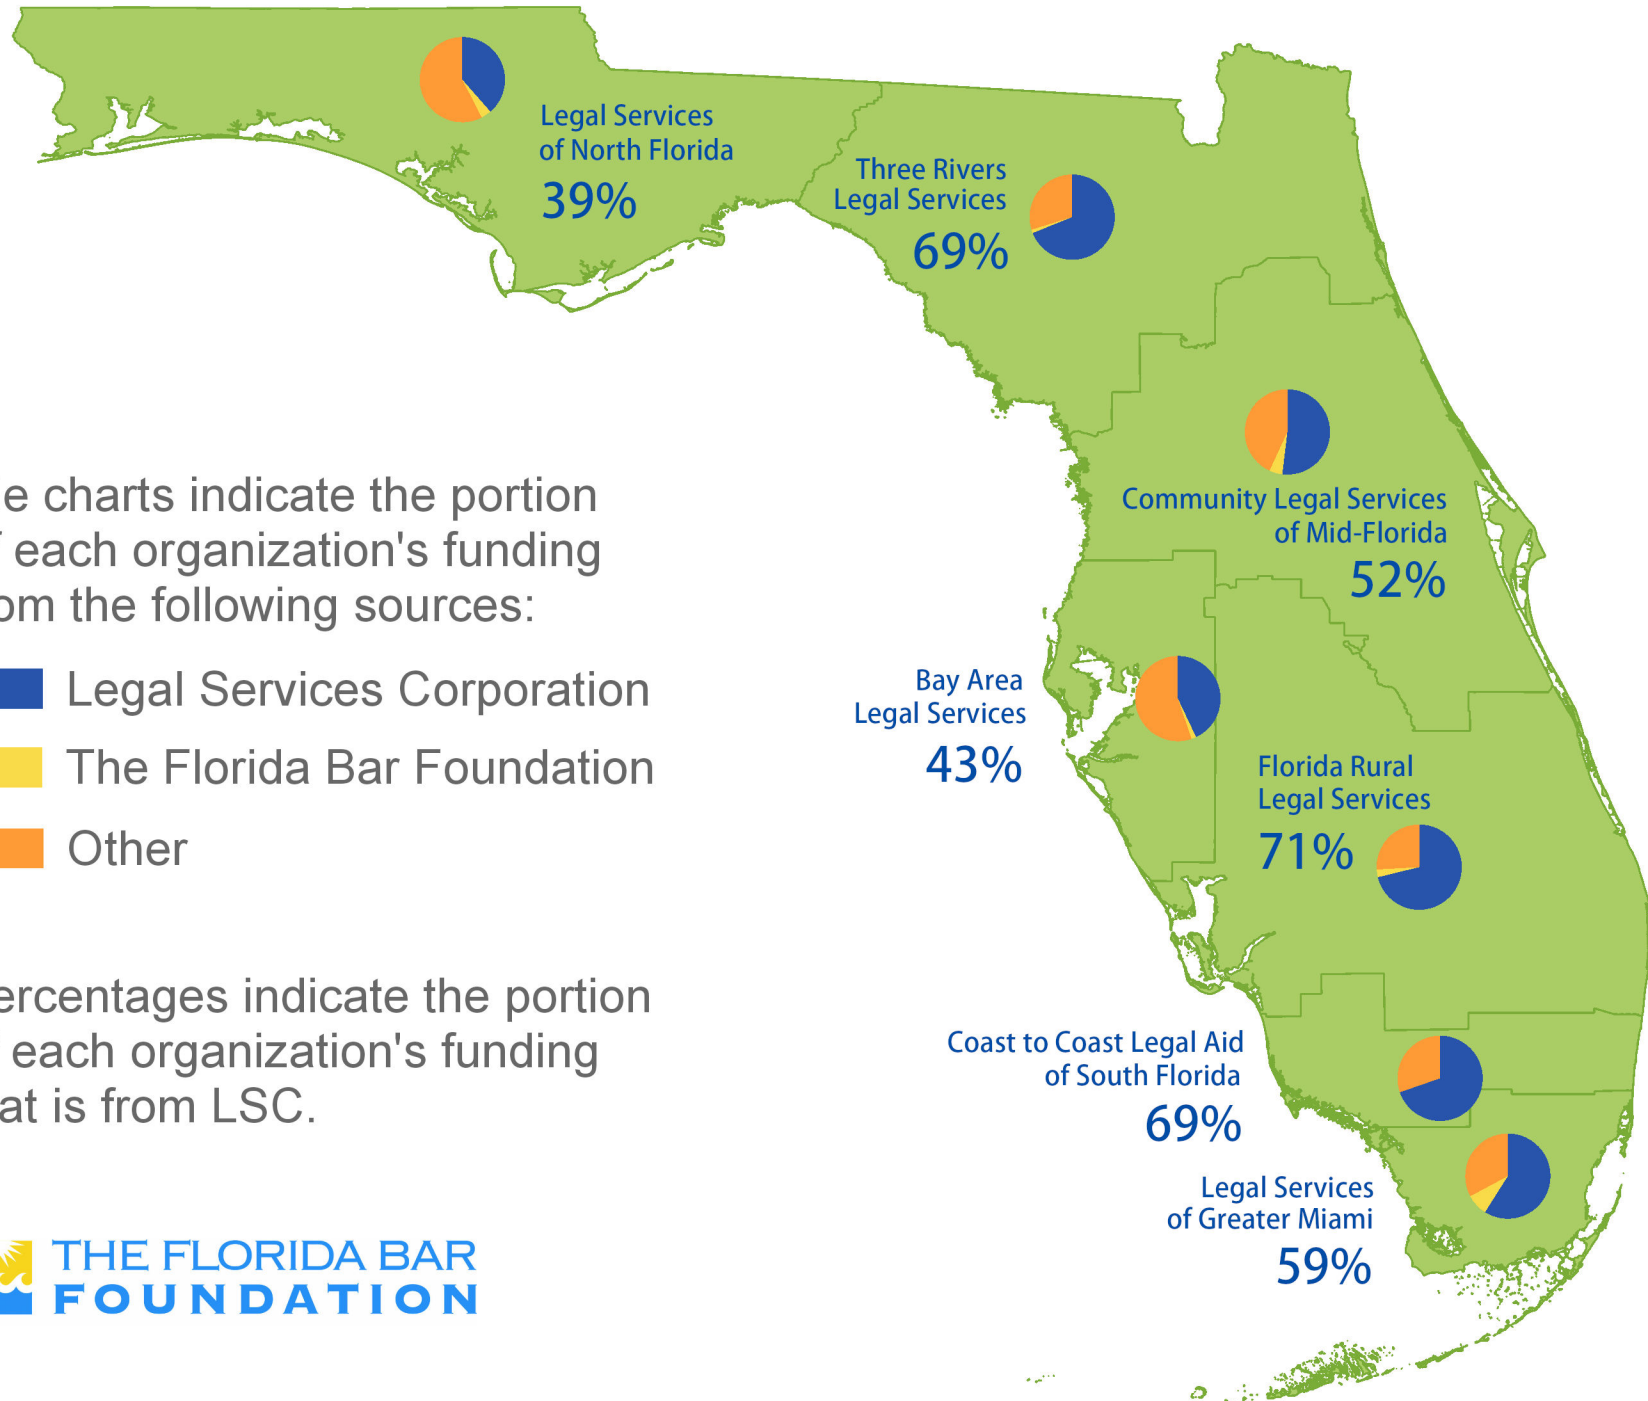 Legal Services
of North Florida
39%
Three Rivers
Legal Services
69%
Community Legal Services
of Mid-Florida
52%
e charts indicate the portion
each organization's funding
om the following sources:
Legal Services Corporation
The Florida Bar Foundation
Other
Bay Area
Legal Services
43%
Florida Rural
Legal Services
71%
ercentages indicate the portion
each organization's funding
at is from LSC.
Coast to Coast Legal Aid
of South Florida
69%
Legal Services
of Greater Miami
59%
THE FLORIDA BAR
FOUNDATION